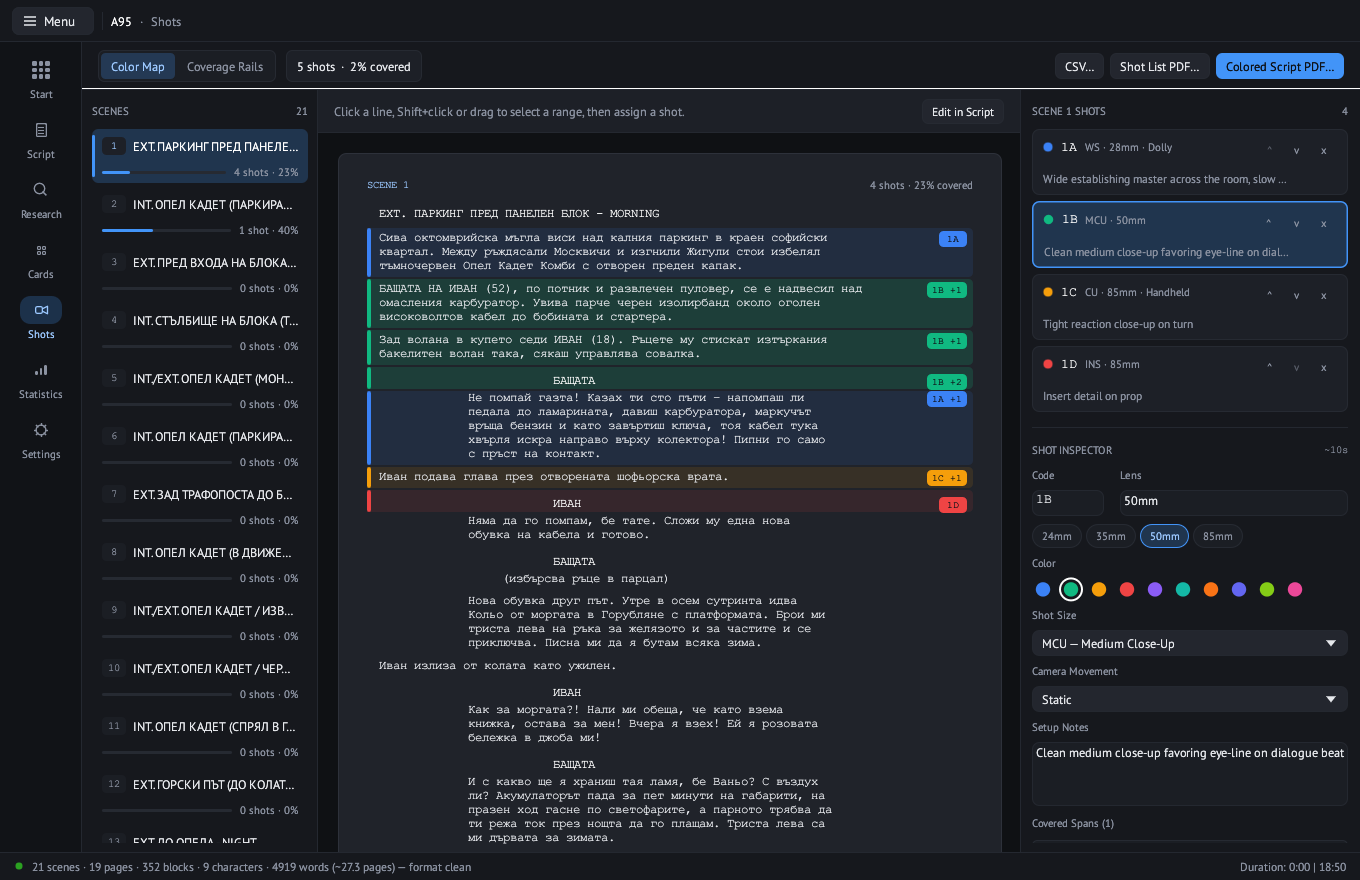 Menu
A95 · Shots
Start
Script
Research
Cards
Shots
Statistics
Settings
Color Map
Coverage Rails
5 shots · 2% covered
CSV...
Shot List PDF...
Colored Script PDF...
SCENES 21
1 EXT. ПАРКИНГ ПРЕД ПАНЕЛЕ...
4 shots · 23%
2 INT. ОПЕЛ КАДЕТ (ПАРКИРА...
1 shot · 40%
3 EXT. ПРЕД ВХОДА НА БЛОКА...
0 shots · 0%
4 INT. СТЪЛБИЩЕ НА БЛОКА (Т...
0 shots · 0%
5 INT./EXT. ОПЕЛ КАДЕТ (МОН...
0 shots · 0%
6 INT. ОПЕЛ КАДЕТ (ПАРКИРА...
0 shots · 0%
7 EXT. ЗАД ТРАФОПОСТА ДО Б...
0 shots · 0%
8 INT. ОПЕЛ КАДЕТ (В ДВИЖЕ...
0 shots · 0%
9 INT./EXT. ОПЕЛ КАДЕТ / ИЗВ...
0 shots · 0%
10 INT./EXT. ОПЕЛ КАДЕТ / ЧЕР...
0 shots · 0%
11 INT. ОПЕЛ КАДЕТ (СПРЯЛ В Г...
0 shots · 0%
12 EXT. ГОРСКИ ПЪТ (ДО КОЛАТ...
0 shots · 0%
13 EXT. ДО ОПЕЛА - NIGHT
Click a line, Shift+click or drag to select a range, then assign a shot.
Edit in Script
SCENE 1
4 shots · 23% covered
EXT. ПАРКИНГ ПРЕД ПАНЕЛЕН БЛОК - MORNING
Сива октомврийска мъгла виси над калния паркинг в краен софийски
1A
квартал. Между ръждясали Москвичи и изгнили Жигули стои избелял
тъмночервен Опел Кадет Комби с отворен преден капак.
БАЩАТА НА ИВАН (52), по потник и развлечен пуловер, се е надвесил над
1B +1
омасления карбуратор. Увива парче черен изолирбанд около оголен
високоволтов кабел до бобината и стартера.
Зад волана в купето седи ИВАН (18). Ръцете му стискат изтъркания
1B +1
бакелитен волан така, сякаш управлява совалка.
БАЩАТА
1B +2
Не помпай газта! Казах ти сто пъти – напомпаш ли
1A +1
педала до ламарината, давиш карбуратора, маркучът
връща бензин и като завъртиш ключа, тоя кабел тука
хвърля искра направо върху колектора! Пипни го само
с пръст на контакт.
Иван подава глава през отворената шофьорска врата.
1C +1
ИВАН
1D
Няма да го помпам, бе тате. Сложи му една нова
обувка на кабела и готово.
БАЩАТА
(избърсва ръце в парцал)
Нова обувка друг път. Утре в осем сутринта идва
Кольо от моргата в Горубляне с платформата. Брои ми
триста лева на ръка за желязото и за частите и се
приключва. Писна ми да я бутам всяка зима.
Иван излиза от колата като ужилен.
ИВАН
Как за моргата?! Нали ми обеща, че като взема
книжка, остава за мен! Вчера я взех! Ей я розовата
бележка в джоба ми!
БАЩАТА
И с какво ще я храниш тая ламя, бе Ваньо? С въздух
ли? Акумулаторът пада за пет минути на габарити, на
празен ход гасне по светофарите, а парното трябва да
ти режа ток през нощта да го плащам. Триста лева са
ми дървата за зимата.
SCENE 1 SHOTS 4
1A WS · 28mm · Dolly ^ v x
Wide establishing master across the room, slow ...
1B MCU · 50mm ^ v x
Clean medium close-up favoring eye-line on dial...
1C CU · 85mm · Handheld ^ v x
Tight reaction close-up on turn
1D INS · 85mm ^ v x
Insert detail on prop
SHOT INSPECTOR ~10s
Code Lens
1B 50mm
24mm 35mm 50mm 85mm
Color
Shot Size
MCU — Medium Close-Up
Camera Movement
Static
Setup Notes
Clean medium close-up favoring eye-line on dialogue beat
Covered Spans (1)
21 scenes · 19 pages · 352 blocks · 9 characters · 4919 words (~27.3 pages) — format clean
Duration: 0:00 | 18:50